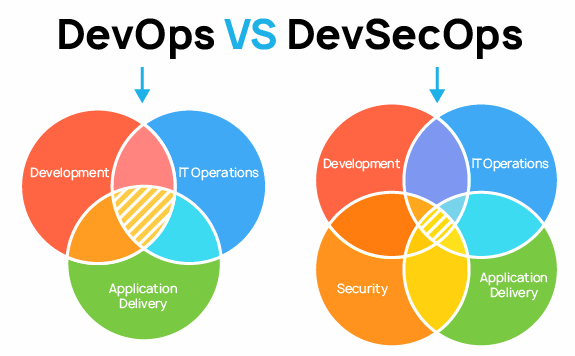 DevOps VS DevSecOps
Development
IT Operations
Application
Delivery
Development
IT Operations
Security
Application
Delivery